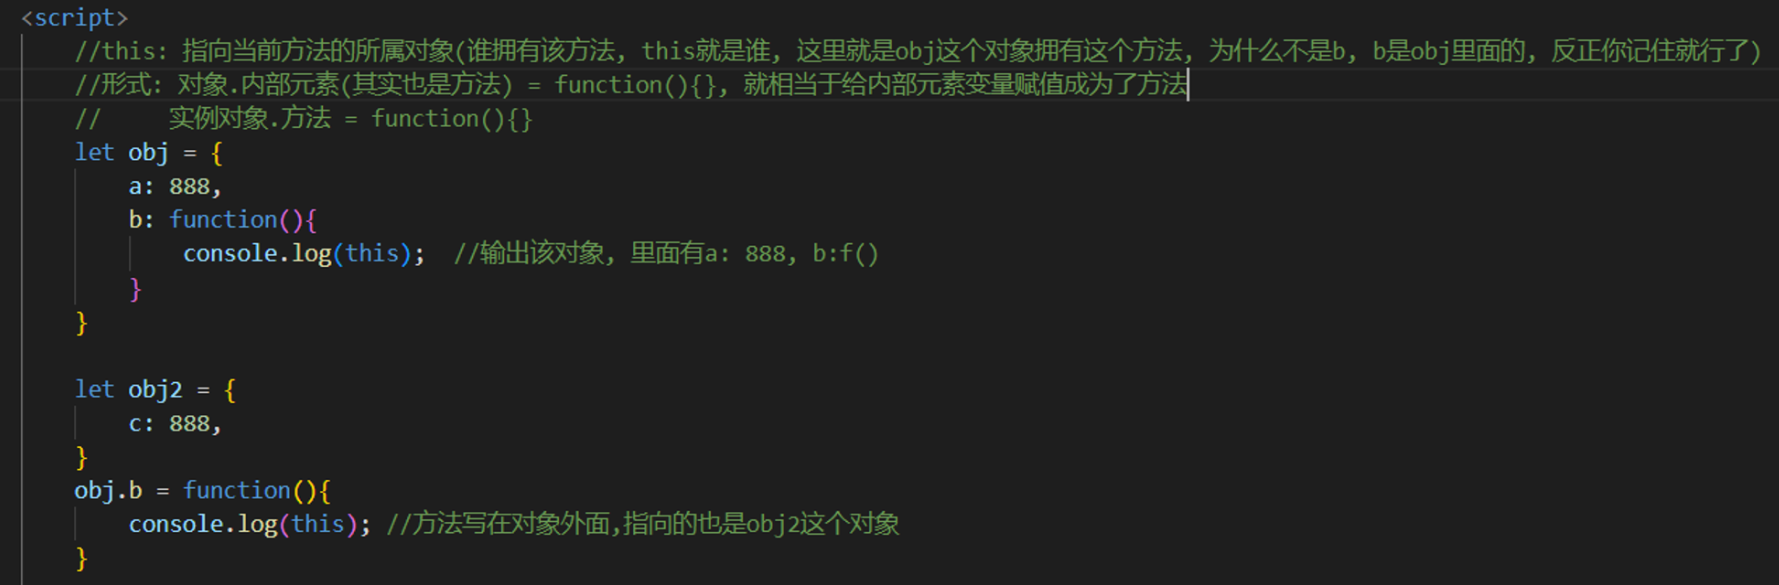 <script>
//this: 指向当前方法的所属对象(谁拥有该方法, this就是谁, 这里就是obj这个对象拥有这个方法, 为什么不是b, b是obj里面的, 反正你记住就行了)
//形式: 对象.内部元素(其实也是方法) = function(){}, 就相当于给内部元素变量赋值成为了方法
// 实例对象.方法 = function(){}
let obj = {
a: 888,
b: function(){
console.log(this); //输出该对象, 里面有a: 888, b:f()
}
}
let obj2 = {
c: 888,
}
obj.b = function(){
console.log(this); //方法写在对象外面,指向的也是obj2这个对象
}